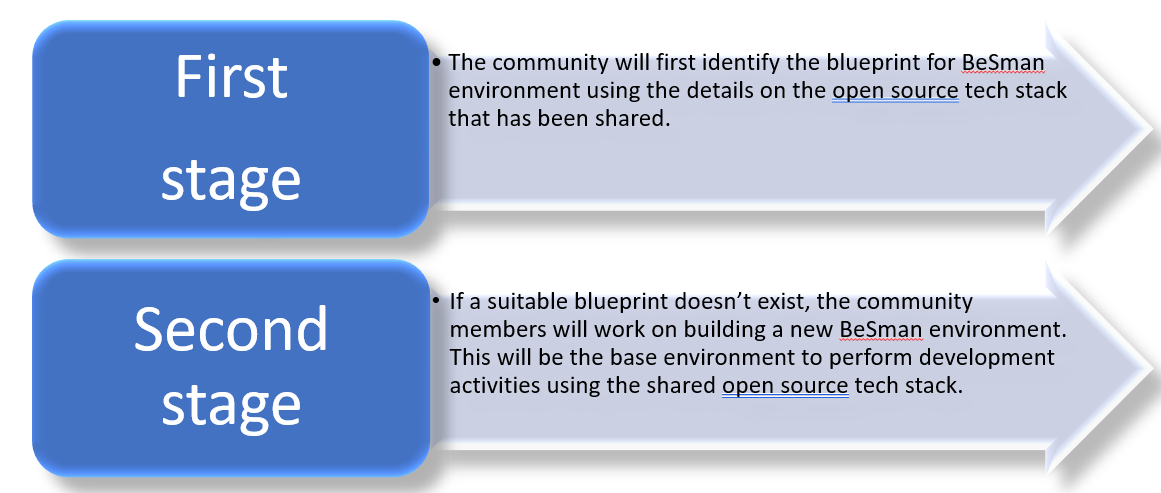 First
stage
• The community will first identify the blueprint for BeSman
environment using the details on the open source tech stack
that has been shared.
Second
stage
• If a suitable blueprint doesn’t exist, the community
members will work on building a new BeSman environment.
This will be the base environment to perform development
activities using the shared open source tech stack.